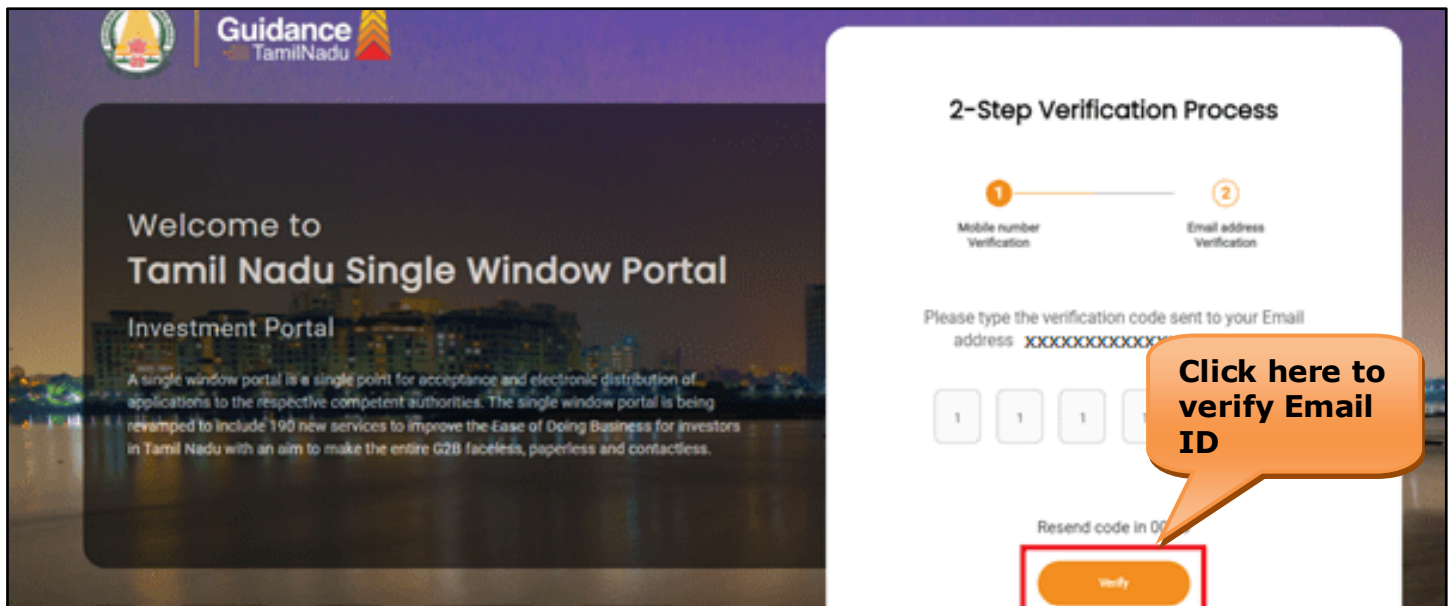 Guidance
TamilNadu
Welcome to
Tamil Nadu Single Window Portal
Investment Portal
A single window portal is a single point for acceptance and electronic distribution of
applications to the respective competent authorities. The single window portal is being
revamped to include 190 new services to improve the Ease of Doing Business for investors
in Tamil Nadu with an aim to make the entire G2B faceless, paperless and contactless.
2-Step Verification Process
1
2
Mobile number
Verification
Email address
Verification
Please type the verification code sent to your Email
address XXXXXXXXXXXX
1 1 1 1
Click here to
verify Email
ID
Resend code in
Verify